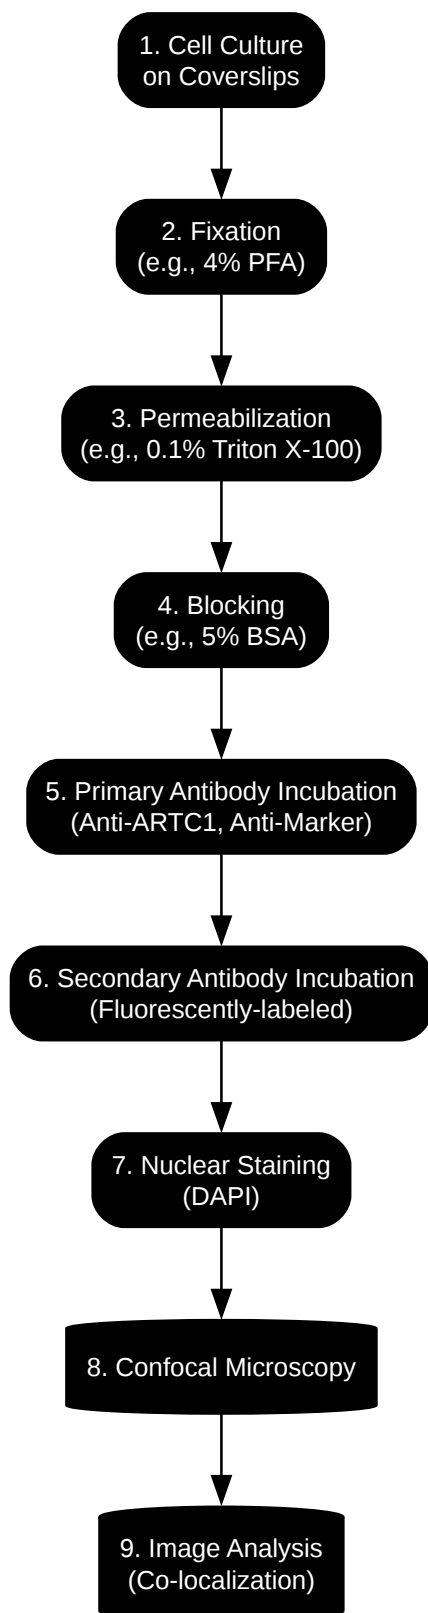 1. Cell Culture
on Coverslips
2. Fixation
(e.g., 4% PFA)
3. Permeabilization
(e.g., 0.1% Triton X-100)
4. Blocking
(e.g., 5% BSA)
5. Primary Antibody Incubation
(Anti-ARTC1, Anti-Marker)
6. Secondary Antibody Incubation
(Fluorescently-labeled)
7. Nuclear Staining
(DAPI)
8. Confocal Microscopy
9. Image Analysis
(Co-localization)